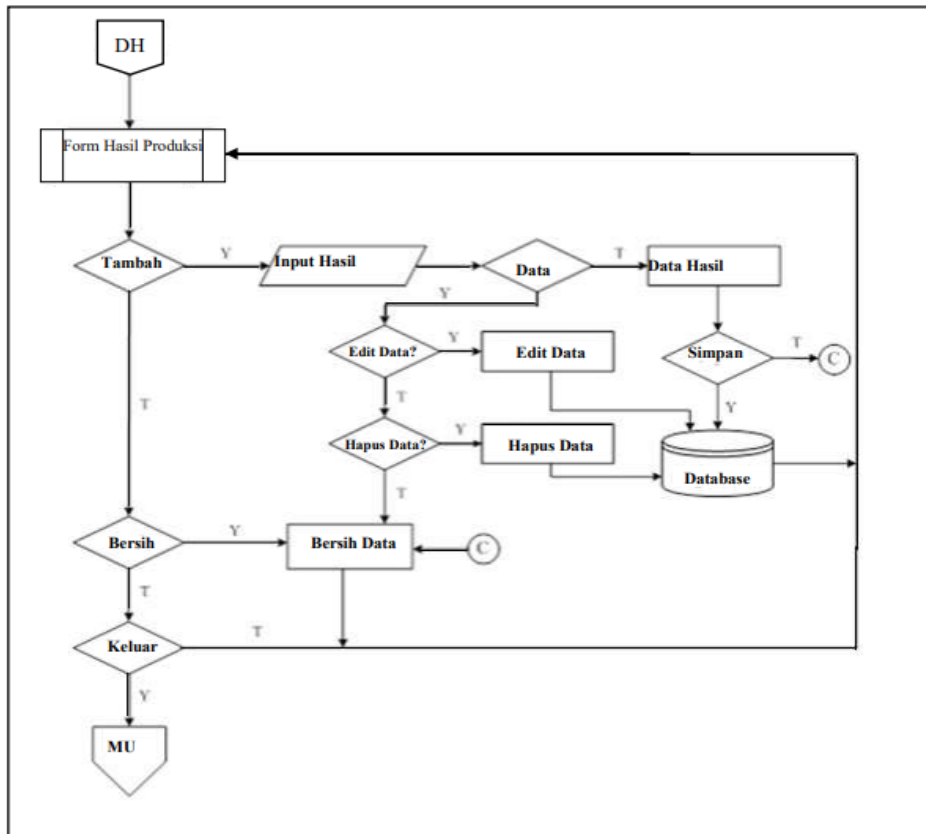 DH
Form Hasil Produksi
Tambah
Y
Input Hasil
Data
T
Data Hasil
Y
Edit Data?
Y
Edit Data
Simpan
T
C
T
T
Y
Hapus Data?
Y
Hapus Data
Database
T
Bersih
Y
Bersih Data
C
T
Keluar
T
Y
MU